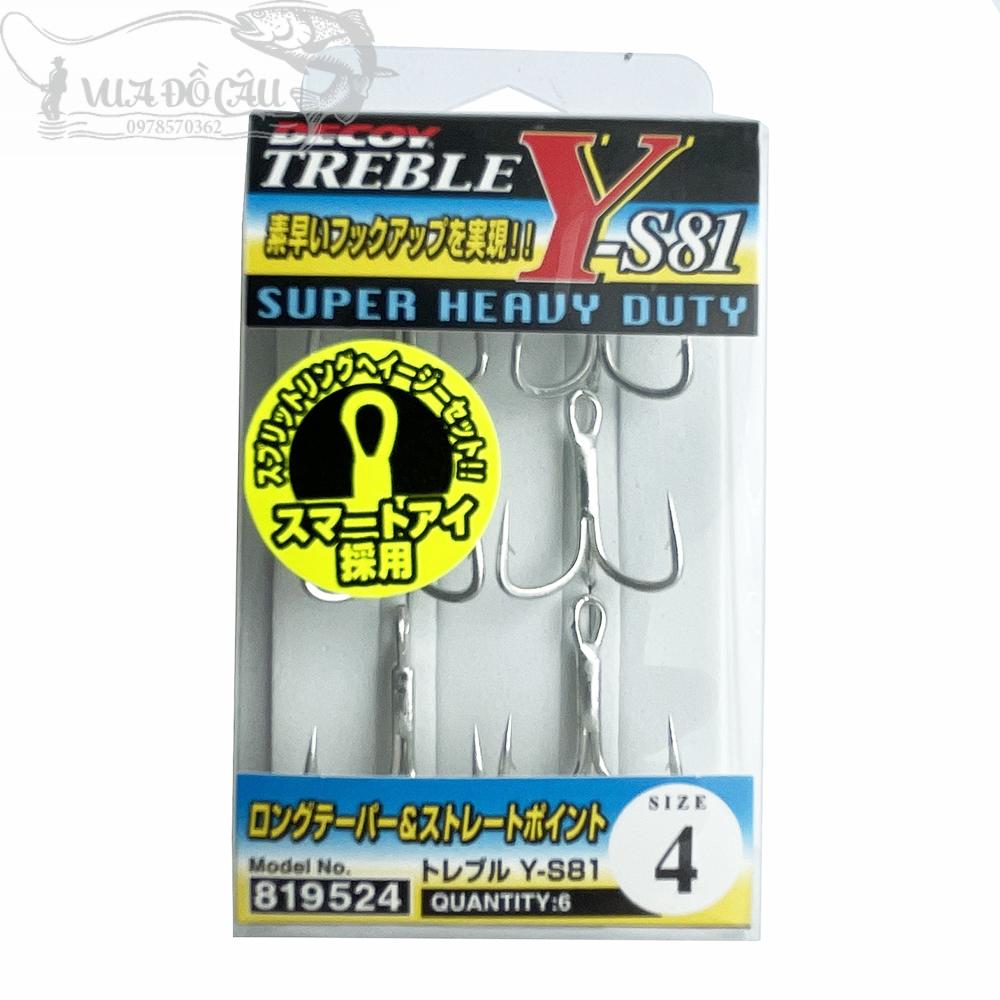 VUA ĐỒ CÂU
0978570362
DECOY
TREBLE Y-S81
素早いフックアップを実現!!
SUPER HEAVY DUTY
スプリットリングへイージーセット!!
スマートアイ
採用
ロングテーパー&ストレートポイント
SIZE
4
Model No.
819524
トレブル Y-S81
QUANTITY:6